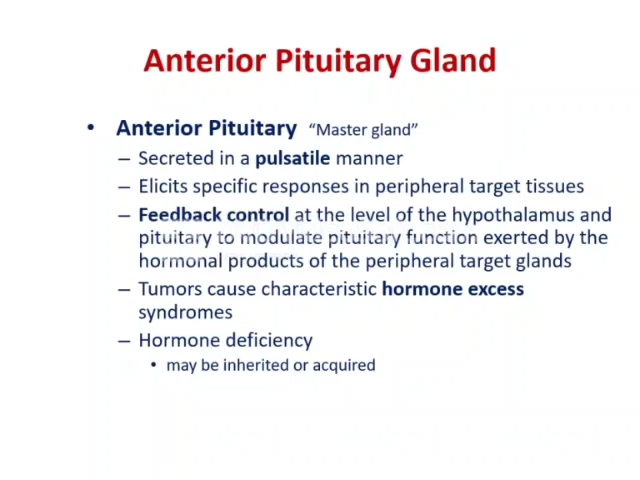 Anterior Pituitary Gland
• Anterior Pituitary “Master gland”
– Secreted in a pulsatile manner
– Elicits specific responses in peripheral target tissues
– Feedback control at the level of the hypothalamus and
pituitary to modulate pituitary function exerted by the
hormonal products of the peripheral target glands
– Tumors cause characteristic hormone excess
syndromes
– Hormone deficiency
• may be inherited or acquired